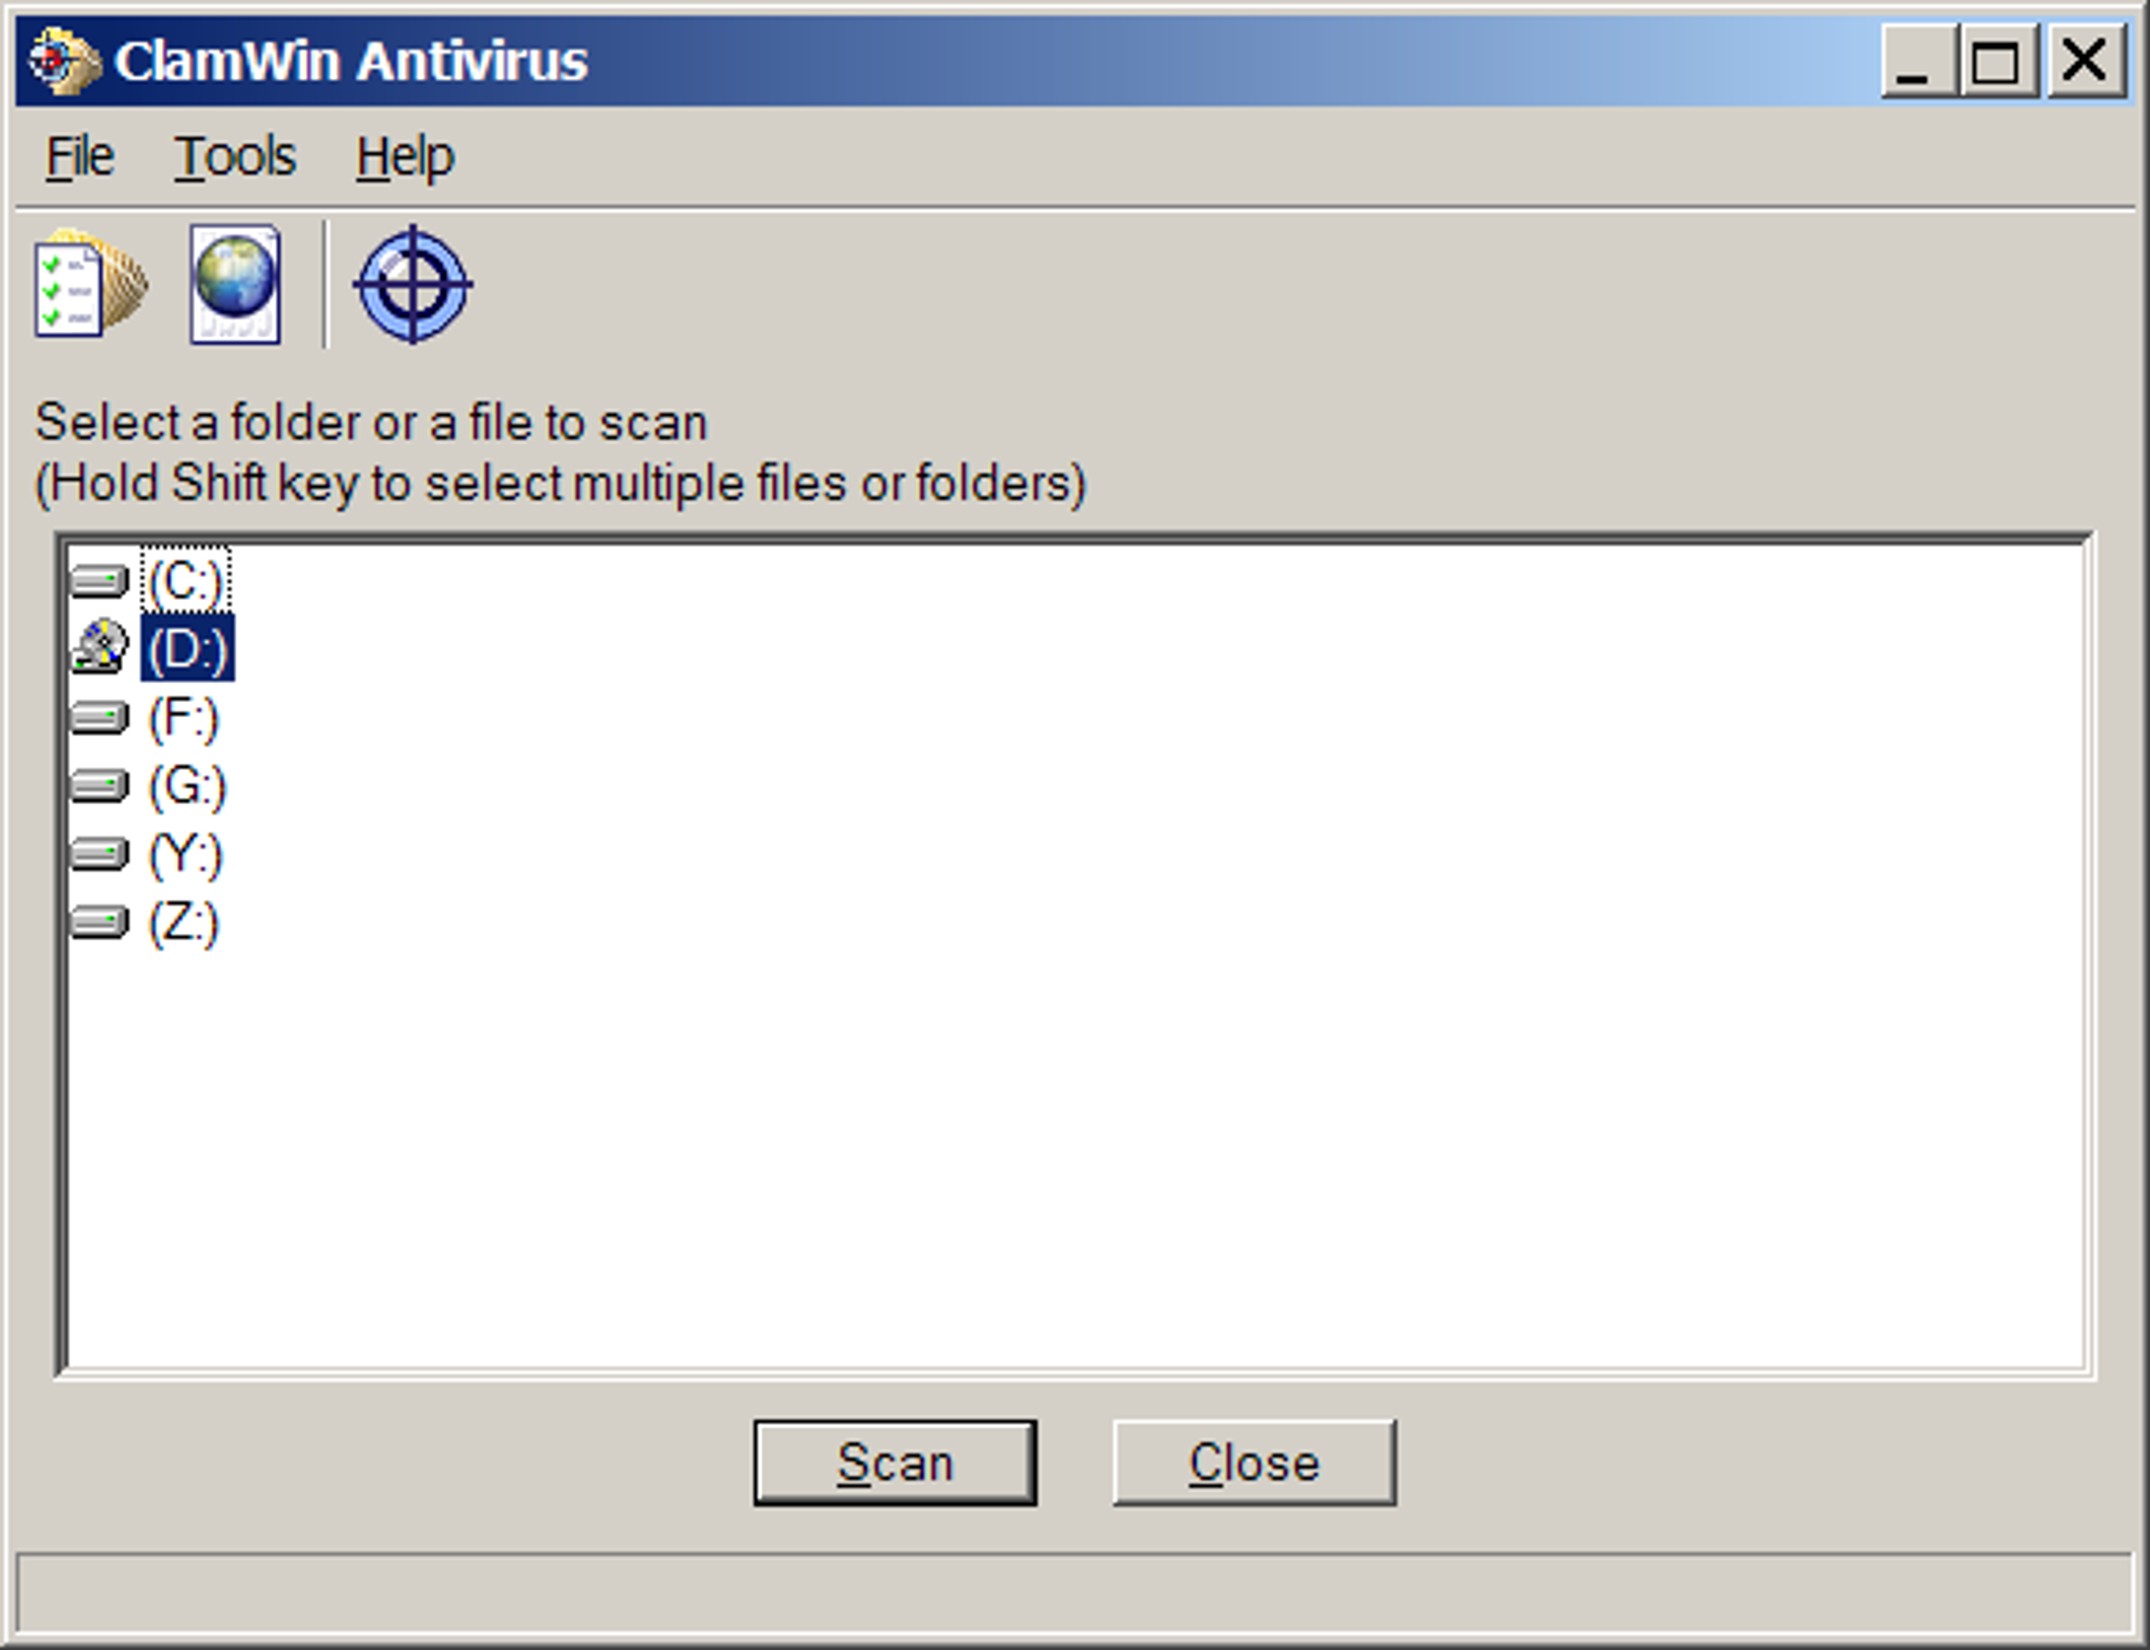 ClamWin Antivirus
File Tools Help
Select a folder or a file to scan
(Hold Shift key to select multiple files or folders)
(C:)
(D:)
(F:)
(G:)
(Y:)
(Z:)
Scan Close